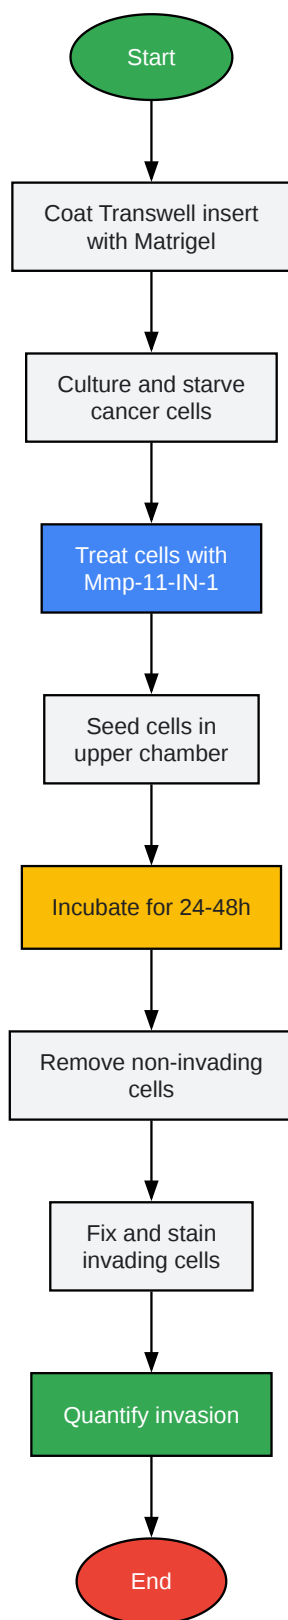 Start
Coat Transwell insert
with Matrigel
Culture and starve
cancer cells
Treat cells with
Mmp-11-IN-1
Seed cells in
upper chamber
Incubate for 24-48h
Remove non-invading
cells
Fix and stain
invading cells
Quantify invasion
End